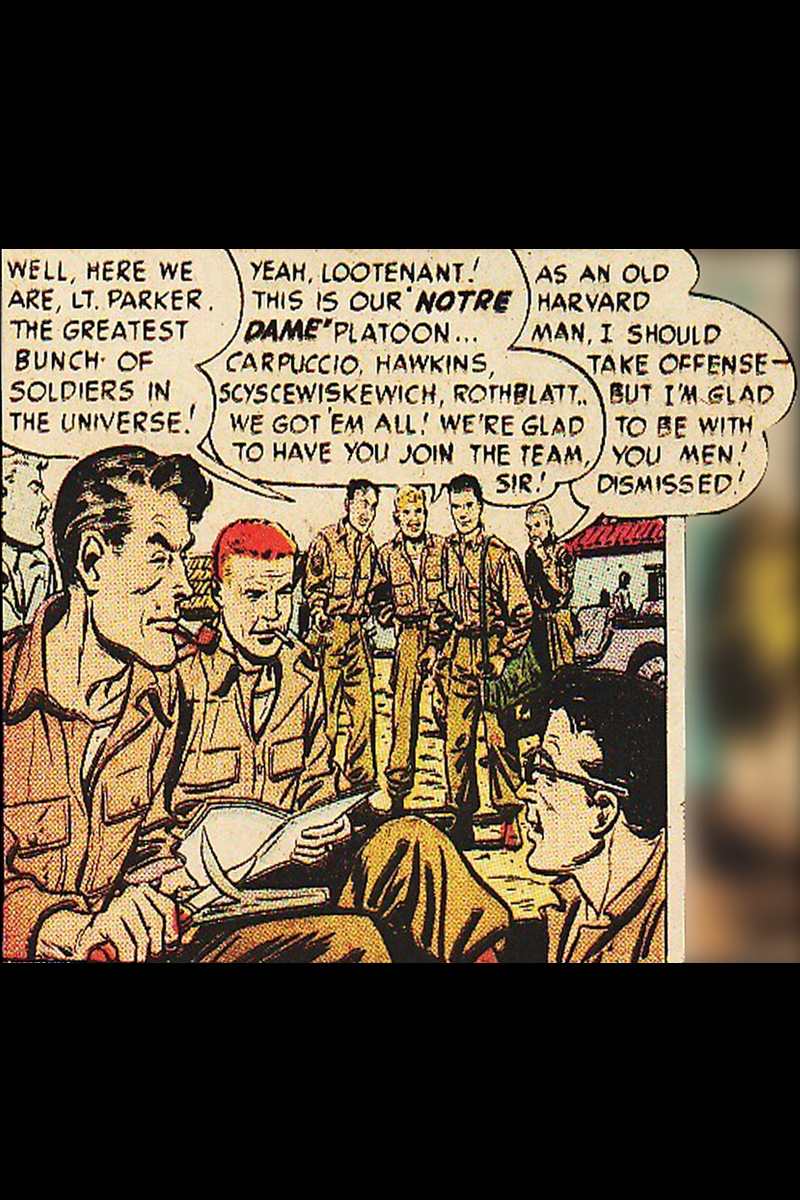 WELL, HERE WE
ARE, LT. PARKER.
THE GREATEST
BUNCH OF
SOLDIERS IN
THE UNIVERSE!
YEAH, LOOTENANT!
THIS IS OUR "NOTRE
DAME" PLATOON...
CARPUCCIO, HAWKINS,
SCYSCEWISKEWICH, ROTHBLATT..
WE GOT 'EM ALL! WE'RE GLAD
TO HAVE YOU JOIN THE TEAM,
SIR!
AS AN OLD
HARVARD
MAN, I SHOULD
TAKE OFFENSE—
BUT I'M GLAD
TO BE WITH
YOU MEN!
DISMISSED!